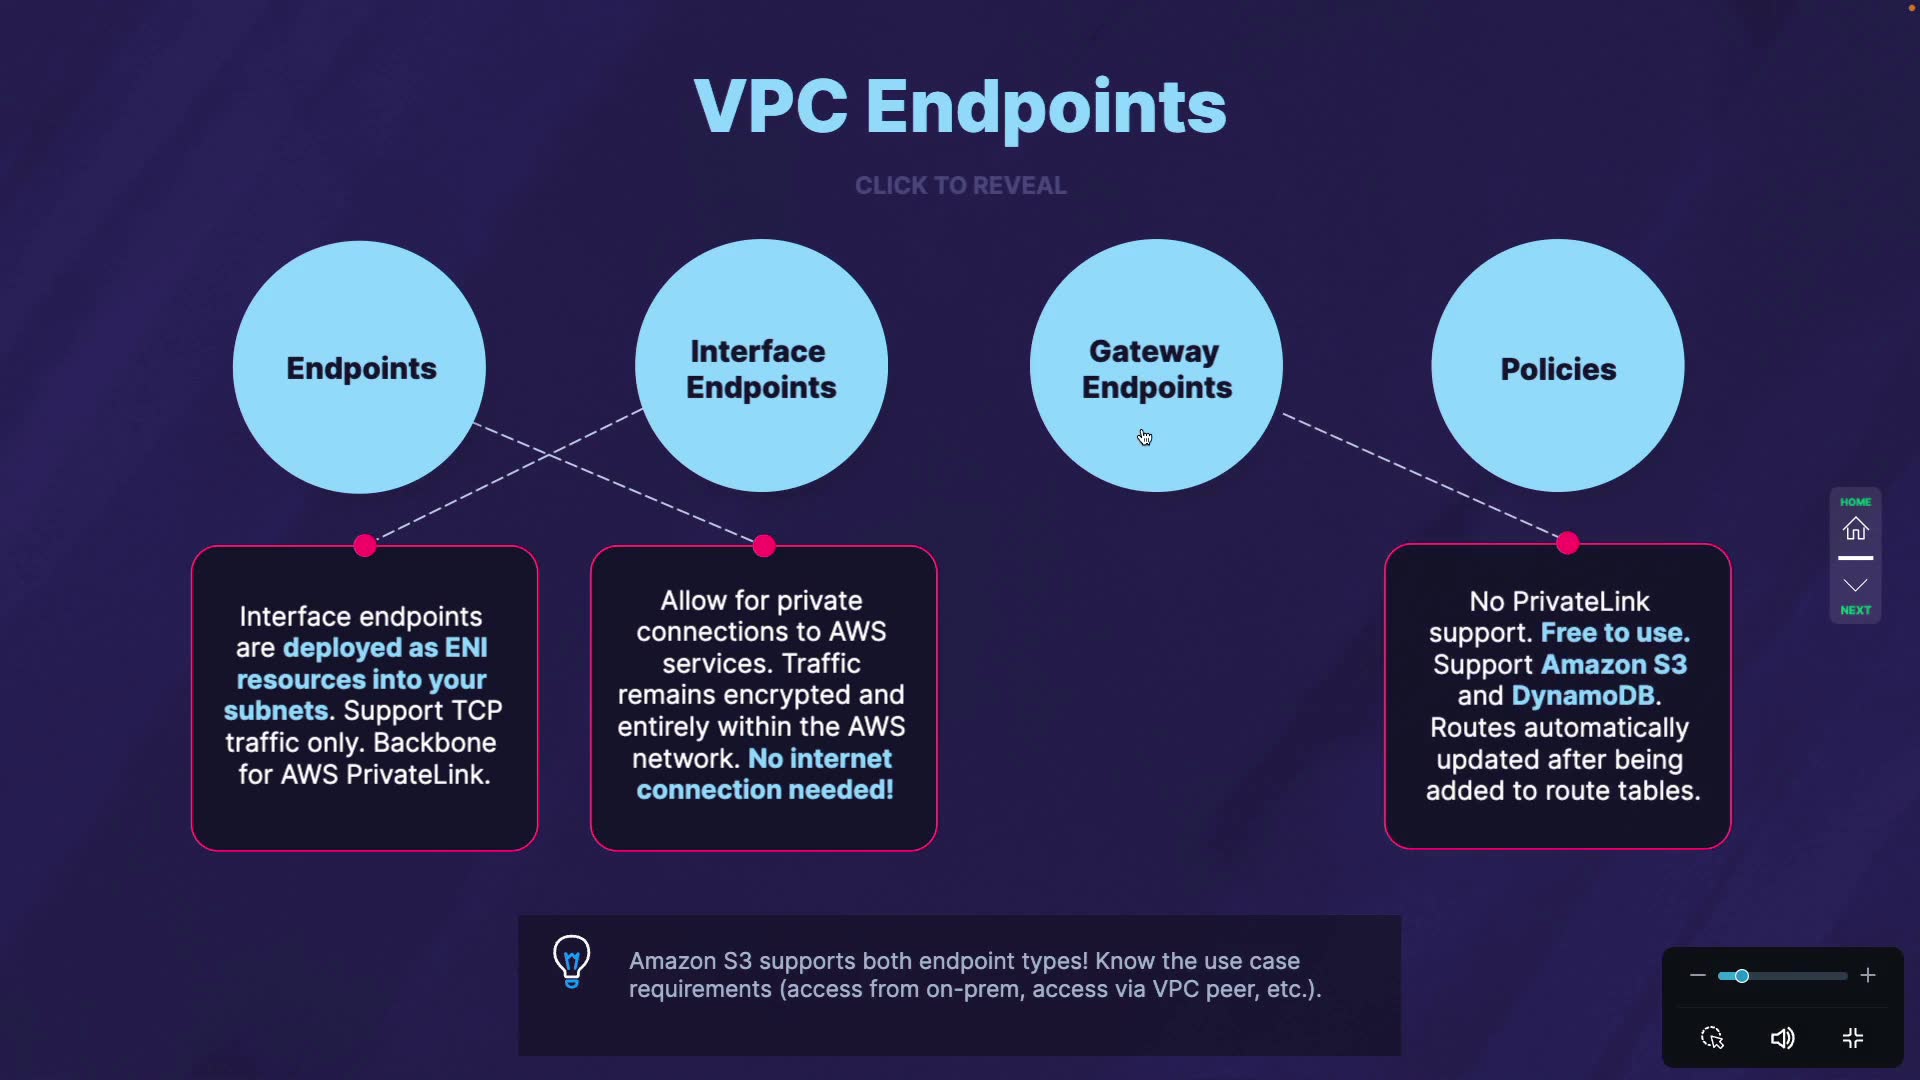 VPC Endpoints
CLICK TO REVEAL
Endpoints
Interface
Endpoints
Gateway
Endpoints
Policies
Interface endpoints
are deployed as ENI
resources into your
subnets. Support TCP
traffic only. Backbone
for AWS PrivateLink.
Allow for private
connections to AWS
services. Traffic
remains encrypted and
entirely within the AWS
network. No internet
connection needed!
No PrivateLink
support. Free to use.
Support Amazon S3
and DynamoDB.
Routes automatically
updated after being
added to route tables.
HOME
NEXT
Amazon S3 supports both endpoint types! Know the use case
requirements (access from on-prem, access via VPC peer, etc.).